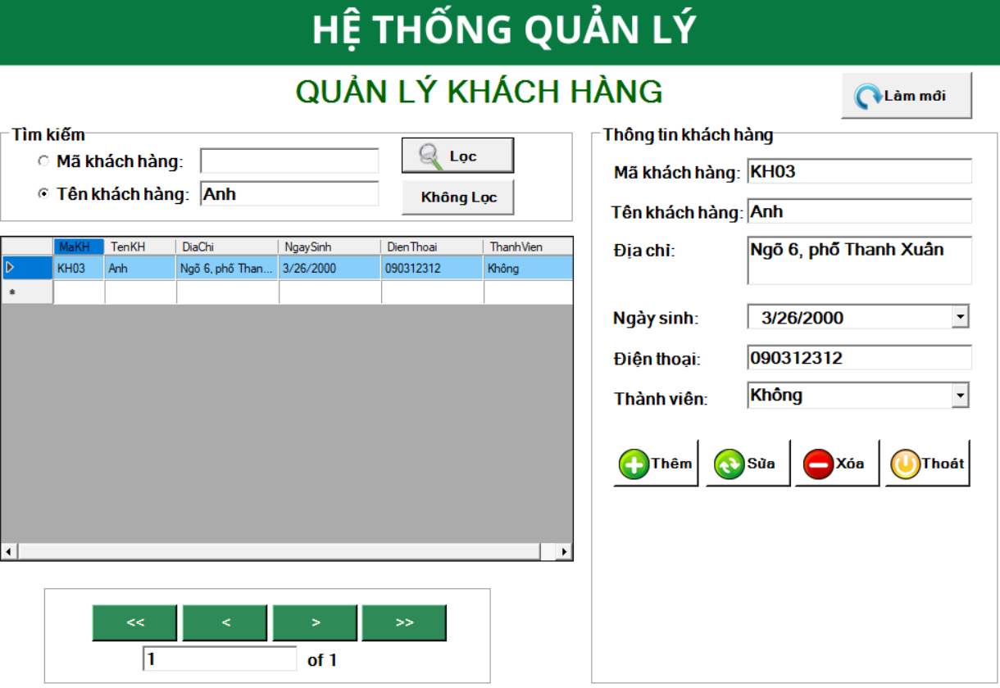 HỆ THỐNG QUẢN LÝ
QUẢN LÝ KHÁCH HÀNG
Làm mới
Tìm kiếm
Mã khách hàng:
Lọc
Tên khách hàng: Anh
Không Lọc
MaKH TenKH DiaChi NgaySinh DienThoai ThanhVien
KH03 Anh Ngõ 6, phố Than... 3/26/2000 090312312 Không
<< < > >>
1 of 1
Thông tin khách hàng
Mã khách hàng: KH03
Tên khách hàng: Anh
Địa chỉ: Ngõ 6, phố Thanh Xuân
Ngày sinh: 3/26/2000
Điện thoại: 090312312
Thành viên: Không
Thêm Sửa Xóa Thoát